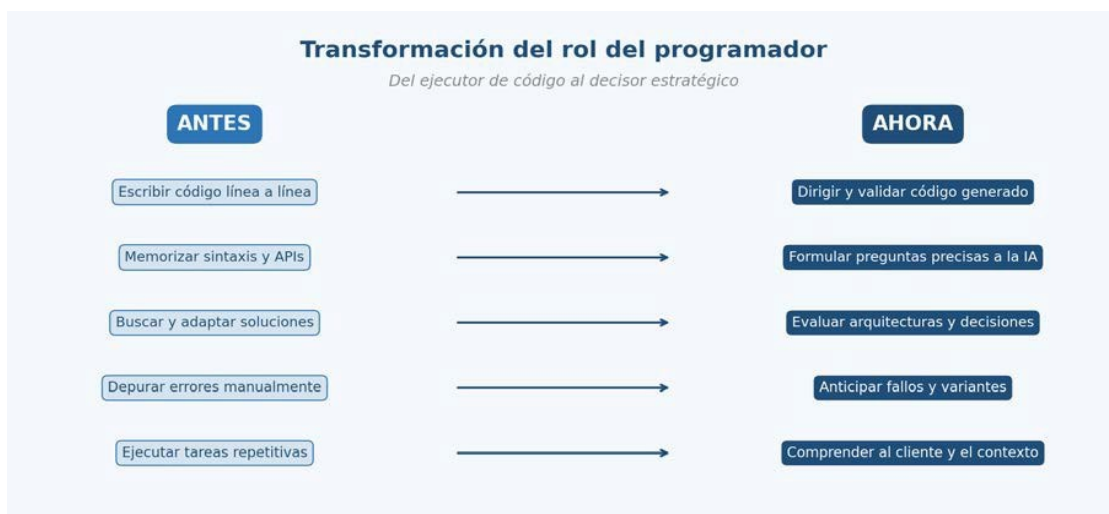 Transformación del rol del programador
Del ejecutor de código al decisor estratégico
ANTES
AHORA
Escribir código línea a línea
Dirigir y validar código generado
Memorizar sintaxis y APIs
Formular preguntas precisas a la IA
Buscar y adaptar soluciones
Evaluar arquitecturas y decisiones
Depurar errores manualmente
Anticipar fallos y variantes
Ejecutar tareas repetitivas
Comprender al cliente y el contexto